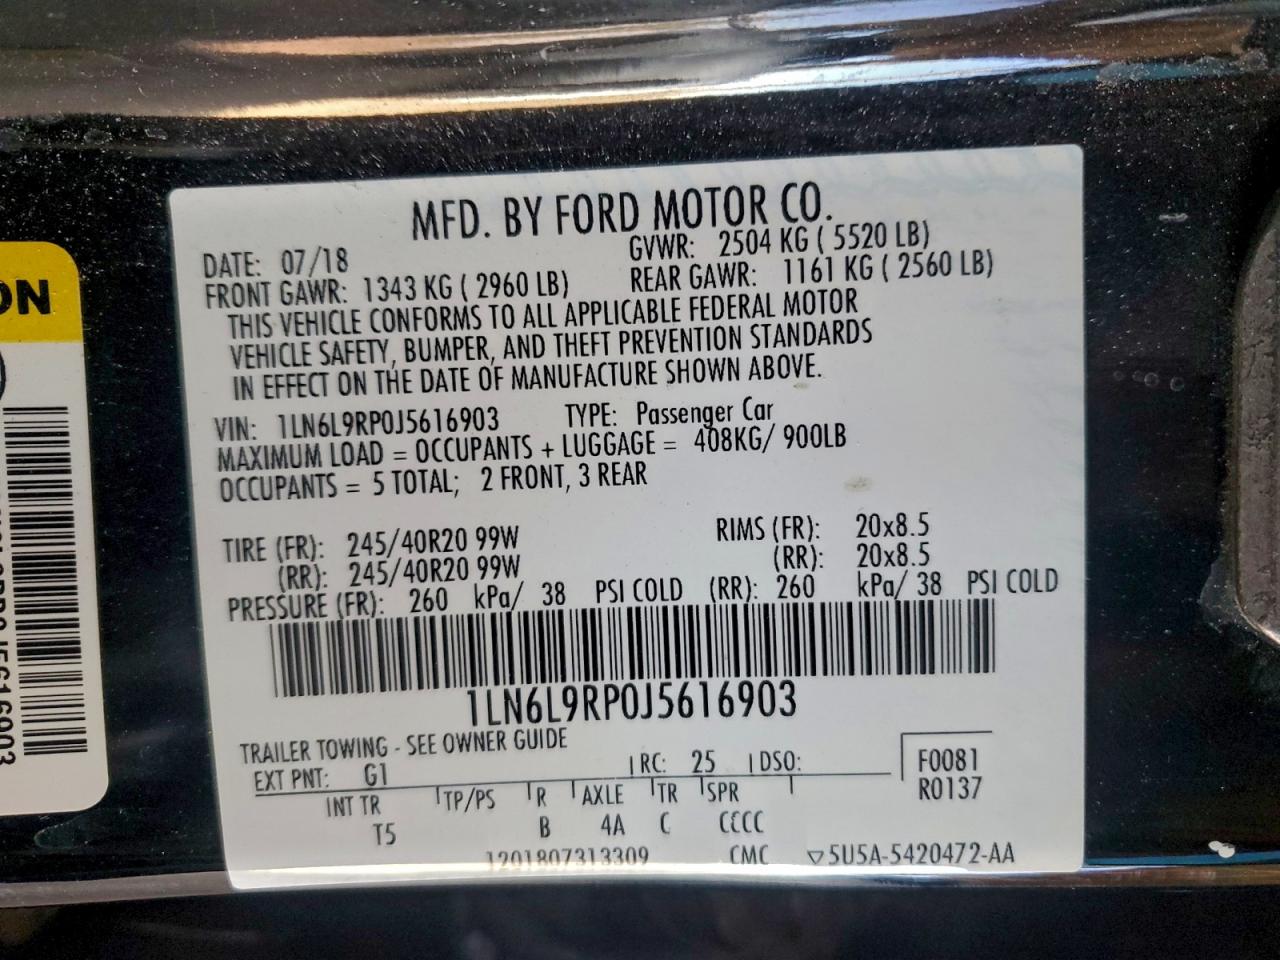 MFD. BY FORD MOTOR CO.
DATE: 07/18 GVWR: 2504 KG ( 5520 LB)
FRONT GAWR: 1343 KG ( 2960 LB) REAR GAWR: 1161 KG ( 2560 LB)
THIS VEHICLE CONFORMS TO ALL APPLICABLE FEDERAL MOTOR
VEHICLE SAFETY, BUMPER, AND THEFT PREVENTION STANDARDS
IN EFFECT ON THE DATE OF MANUFACTURE SHOWN ABOVE.
VIN: 1LN6L9RP0J5616903 TYPE: Passenger Car
MAXIMUM LOAD = OCCUPANTS + LUGGAGE = 408KG/ 900LB
OCCUPANTS = 5 TOTAL; 2 FRONT, 3 REAR
TIRE (FR): 245/40R20 99W RIMS (FR): 20x8.5
(RR): 245/40R20 99W (RR): 20x8.5
PRESSURE (FR): 260 kPa/ 38 PSI COLD (RR): 260 kPa/ 38 PSI COLD
1LN6L9RP0J5616903
TRAILER TOWING - SEE OWNER GUIDE
EXT PNT: G1 RC: 25 DSO: F0081
INT TR TP/PS R AXLE TR SPR R0137
T5 B 4A C CCCC
1201807313309 CMC ▽5U5A-5420472-AA
ON